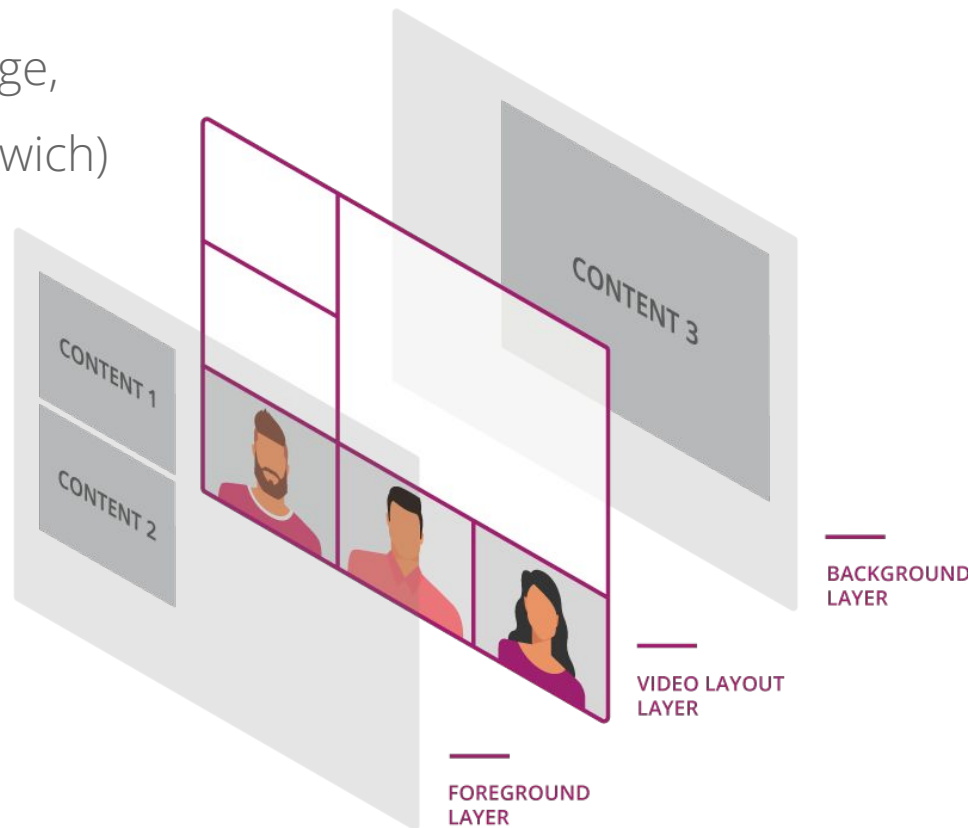 ge,
wich)
CONTENT 3
CONTENT 1
CONTENT 2
BACKGROUND
LAYER
VIDEO LAYOUT
LAYER
FOREGROUND
LAYER